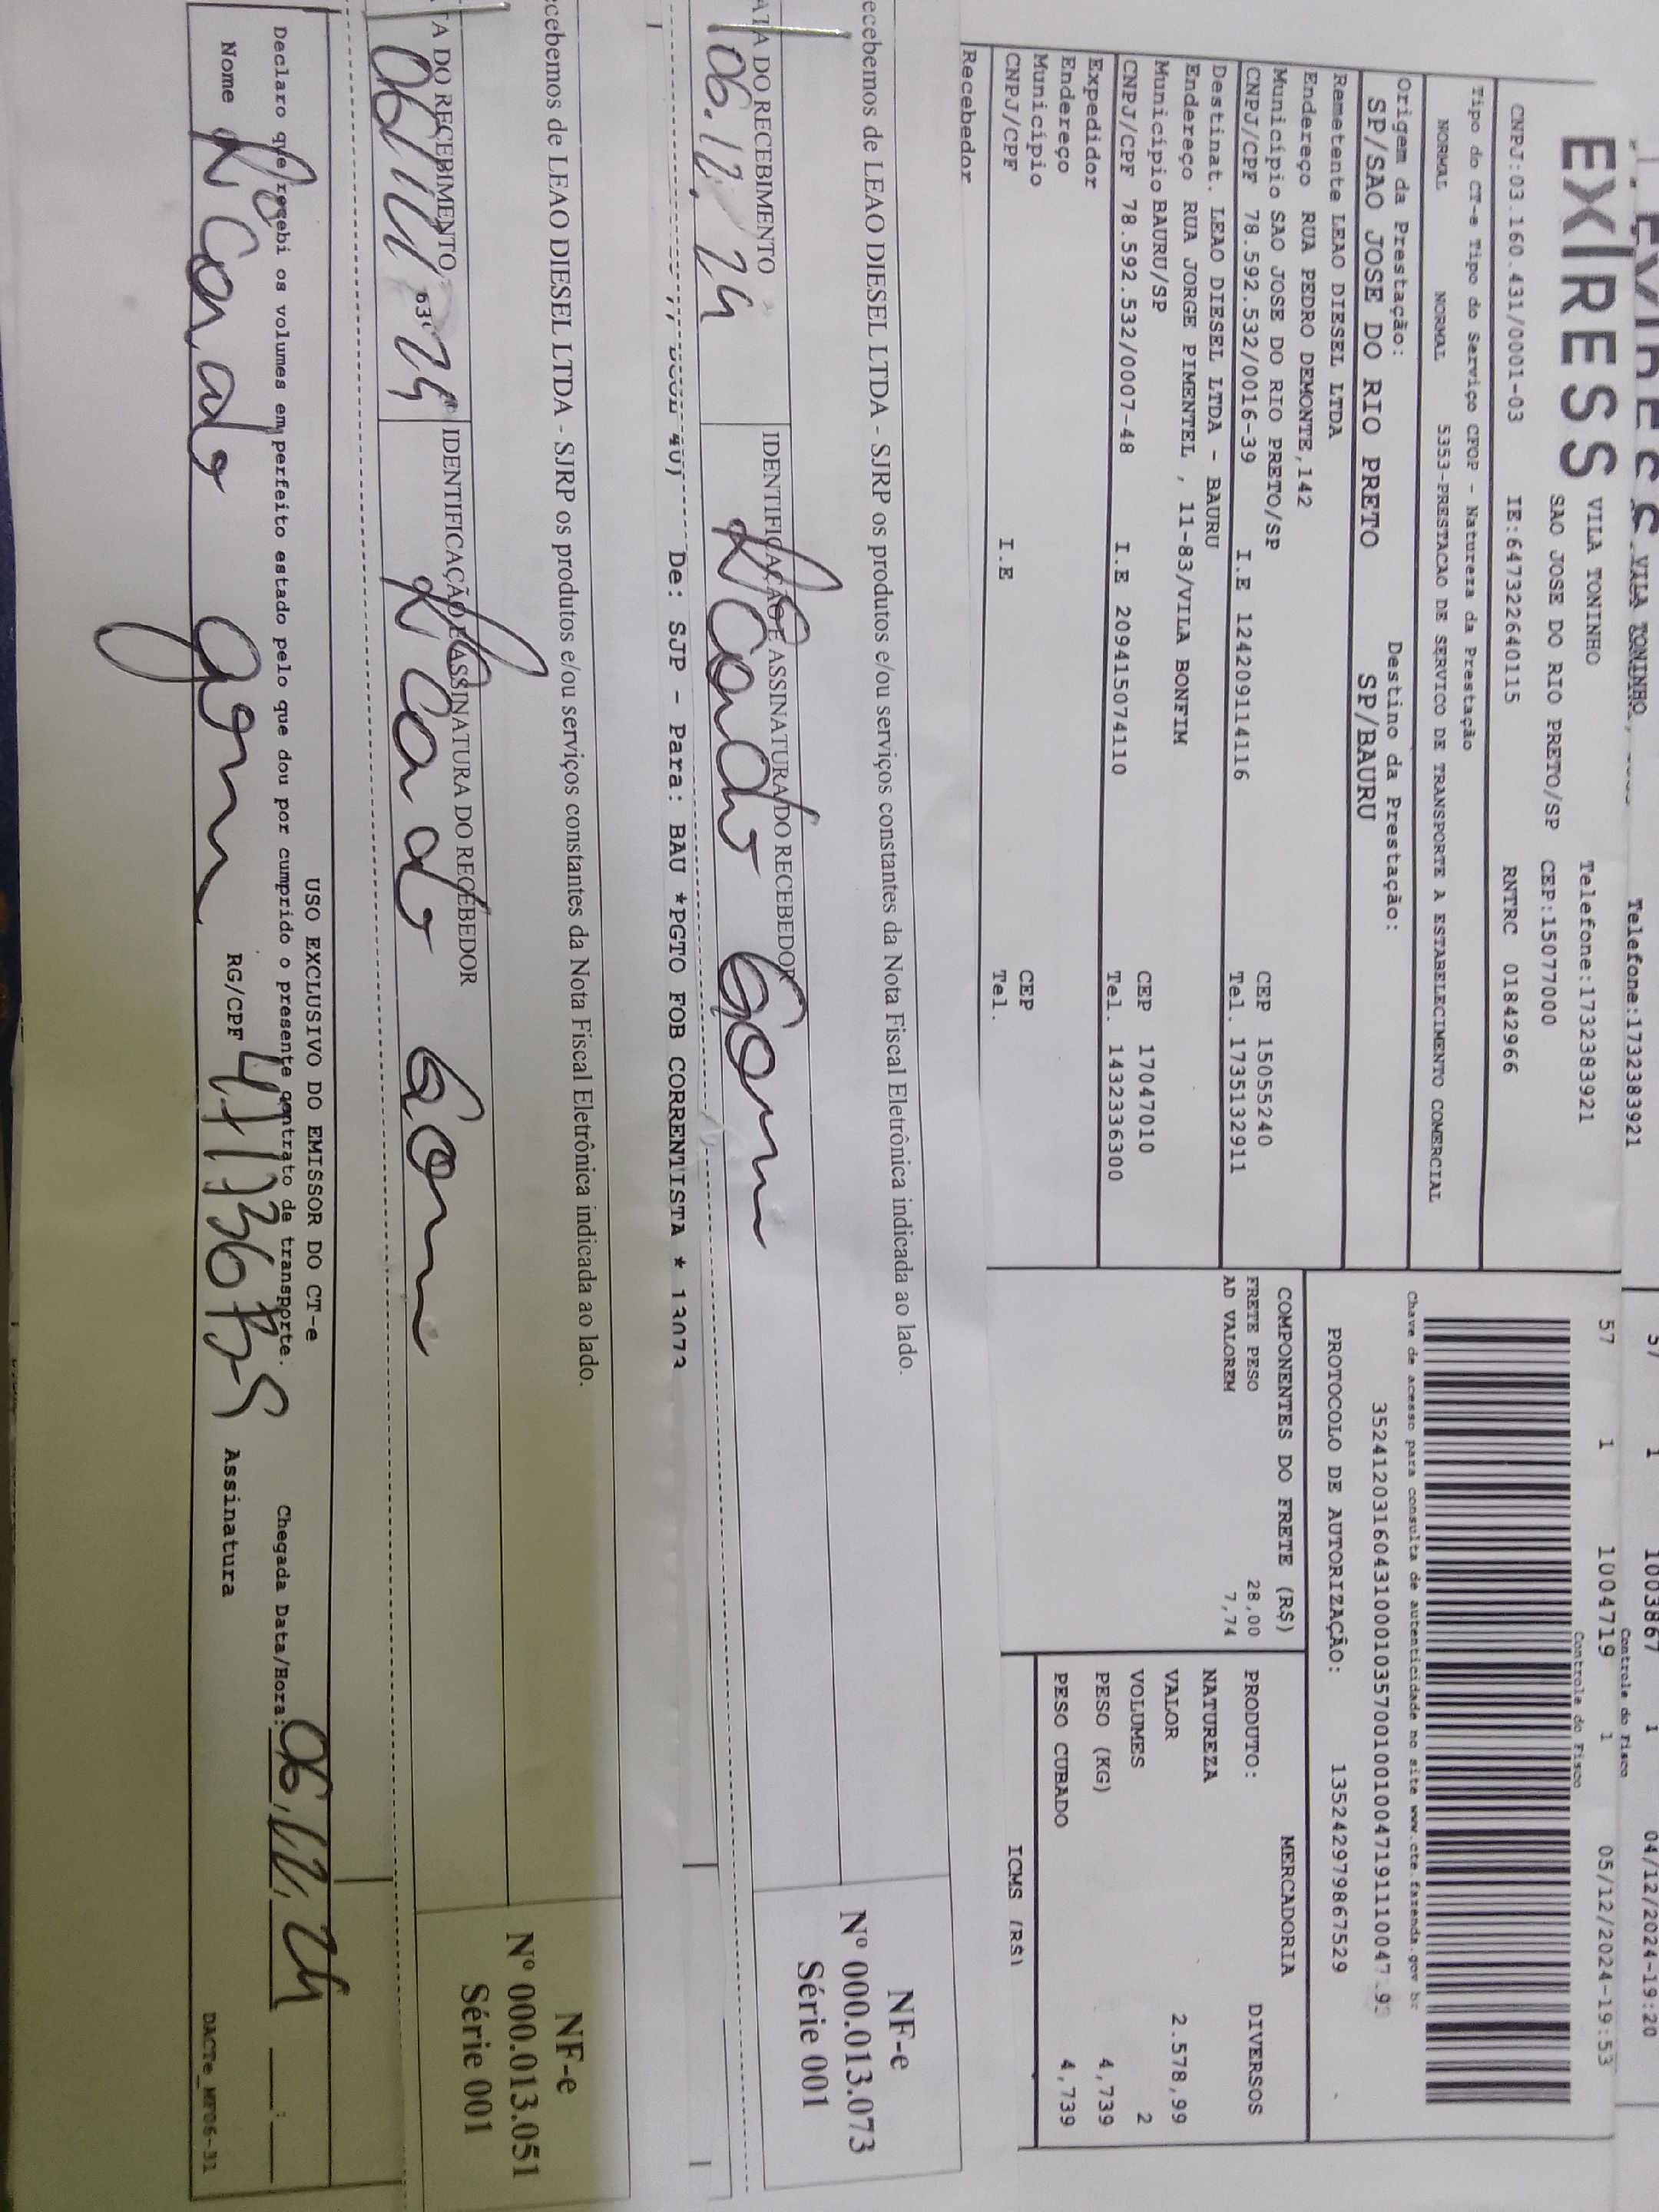 VILA TONINHO Telefone:1732383921 57 1 1003867 1 04/12/2024-19:20
Controle do Fisco
EXPRESS VILA TONINHO Telefone:1732383921 57 1 1004719 1 05/12/2024-19:53
SAO JOSE DO RIO PRETO/SP CEP:15077000 Controle do Fisco
CNPJ:03.160.431/0001-03 IE:647322640115 RNTRC 01842966
Tipo do CT-e Tipo do Serviço CFOP - Natureza da Prestação
NORMAL NORMAL 5353-PRESTACAO DE SERVICO DE TRANSPORTE A ESTABELECIMENTO COMERCIAL
Chave de acesso para consulta de autenticidade no site www.cte.fazenda.gov.br
Origem da Prestação: Destino da Prestação:
SP/SAO JOSE DO RIO PRETO SP/BAURU
PROTOCOLO DE AUTORIZAÇÃO: 135242979867529
Remetente LEAO DIESEL LTDA
Endereço RUA PEDRO DEMONTE,142
Município SAO JOSE DO RIO PRETO/SP CEP 15055240
CNPJ/CPF 78.592.532/0016-39 I.E 124209114116 Tel. 173513２911
Destinat. LEAO DIESEL LTDA - BAURU
Endereço RUA JORGE PIMENTEL , 11-83/VILA BONFIM
Município BAURU/SP CEP 17047010
CNPJ/CPF 78.592.532/0007-48 I.E 209415074110 Tel. 1432336300
Expedidor
Endereço
Município CEP
CNPJ/CPF I.E Tel.
Recebedor
COMPONENTES DO FRETE (R$)
FRETE PESO 28,00
AD VALOREM 7,74
MERCADORIA
PRODUTO: DIVERSOS
NATUREZA
VALOR 2.578,99
VOLUMES 2
PESO (KG) 4,739
PESO CUBADO 4,739
ICMS (R$)
ecebemos de LEAO DIESEL LTDA - SJRP os produtos e/ou serviços constantes da Nota Fiscal Eletrônica indicada ao lado.
NF-e
Nº 000.013.073
Série 001
ATA DO RECEBIMENTO IDENTIFICAÇÃO E ASSINATURA DO RECEBEDOR
06.12.24
De: SJP - Para: BAU *PGTO FOB CORRENTISTA * 13073
ecebemos de LEAO DIESEL LTDA - SJRP os produtos e/ou serviços constantes da Nota Fiscal Eletrônica indicada ao lado.
NF-e
Nº 000.013.051
Série 001
TA DO RECEBIMENTO IDENTIFICAÇÃO E ASSINATURA DO RECEBEDOR
USO EXCLUSIVO DO EMISSOR DO CT-e
Declaro que recebi os volumes em perfeito estado pelo que dou por cumprido o presente contrato de transporte. Chegada Data/Hora: 06.12.24
Nome RG/CPF Assinatura
DACTe_MF06-31